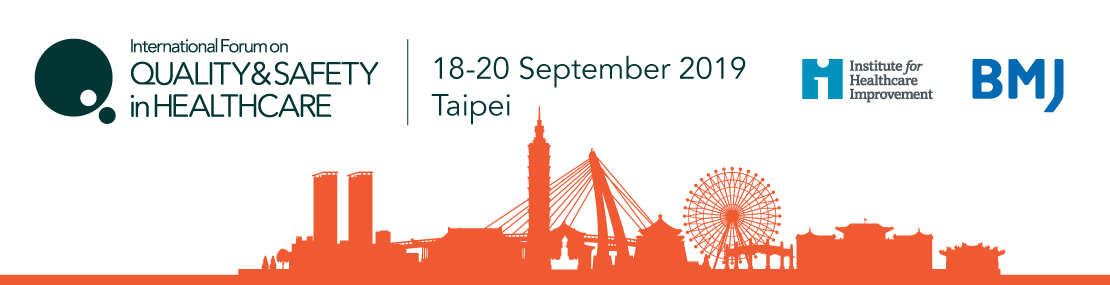 International Forum on
QUALITY & SAFETY
in HEALTHCARE
18-20 September 2019
Taipei
Institute for
Healthcare
Improvement
BMJ